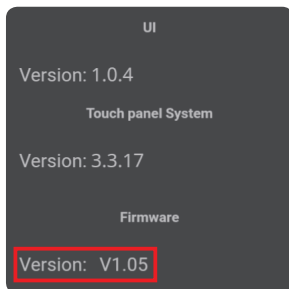 UI
Version: 1.0.4
Touch panel System
Version: 3.3.17
Firmware
Version: V1.05